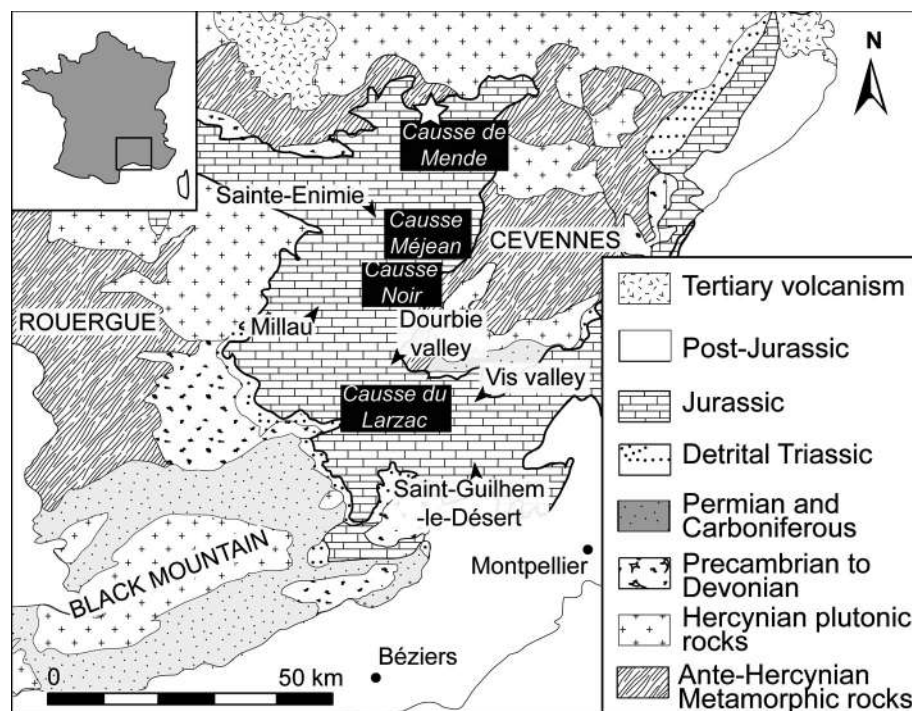 N
Causse de
Mende
Sainte-Enimie
Causse
Méjean
CEVENNES
Causse
Noir
ROUERGUE
Millau
Dourbie
valley
Vis valley
Causse du
Larzac
Saint-Guilhem
-le-Désert
Montpellier
BLACK MOUNTAIN
Béziers
0
50 km
Tertiary volcanism
Post-Jurassic
Jurassic
Detrital Triassic
Permian and
Carboniferous
Precambrian to
Devonian
Hercynian plutonic
rocks
Ante-Hercynian
Metamorphic rocks